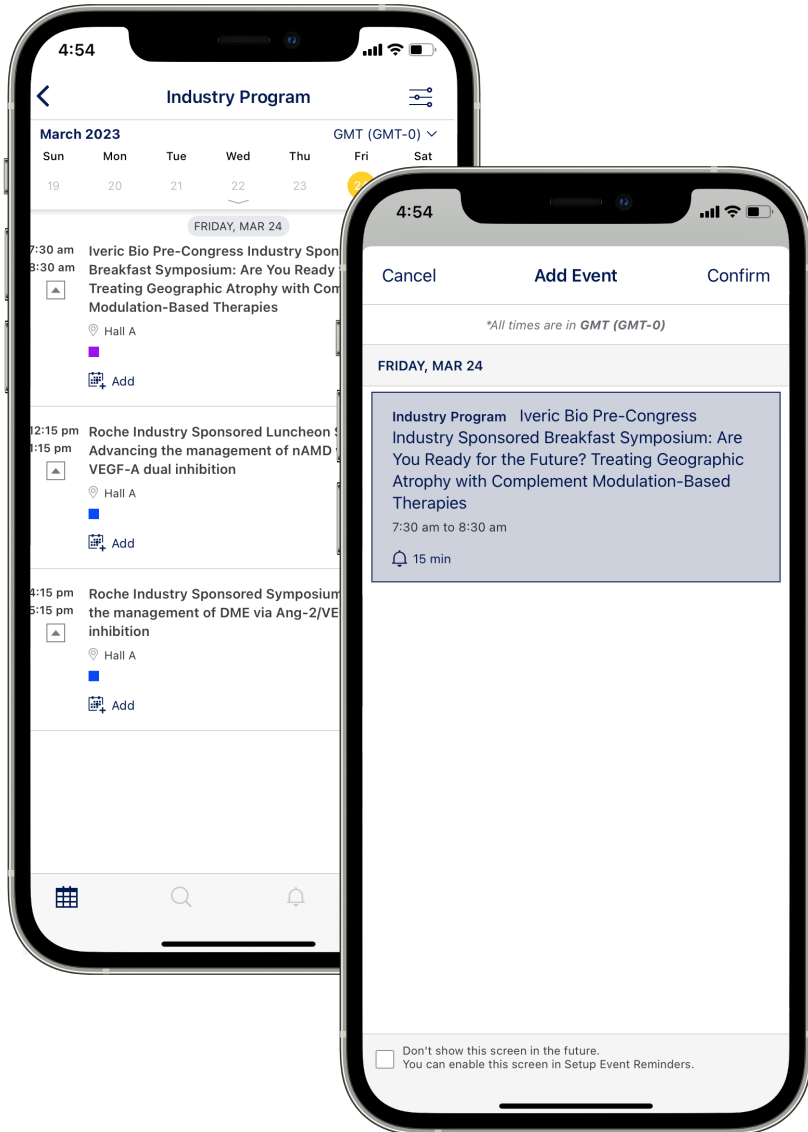 4:54
Industry Program
March 2023
GMT (GMT-0)
Sun Mon Tue Wed Thu Fri Sat
19 20 21 22 23
FRIDAY, MAR 24
7:30 am
8:30 am
Iveric Bio Pre-Congress Industry
Breakfast Symposium: Are You Ready
Treating Geographic Atrophy with
Modulation-Based Therapies
Hall A
Add
12:15 pm
1:15 pm
Roche Industry Sponsored Luncheon
Advancing the management of nAMD
VEGF-A dual inhibition
Hall A
Add
4:15 pm
5:15 pm
Roche Industry Sponsored Symposium
the management of DME via
inhibition
Hall A
Add
4:54
Cancel
Add Event
Confirm
*All times are in GMT (GMT-0)
FRIDAY, MAR 24
Industry Program Iveric Bio Pre-Congress
Industry Sponsored Breakfast Symposium: Are
You Ready for the Future? Treating Geographic
Atrophy with Complement Modulation-Based
Therapies
7:30 am to 8:30 am
15 min
Don't show this screen in the future.
You can enable this screen in Setup Event Reminders.